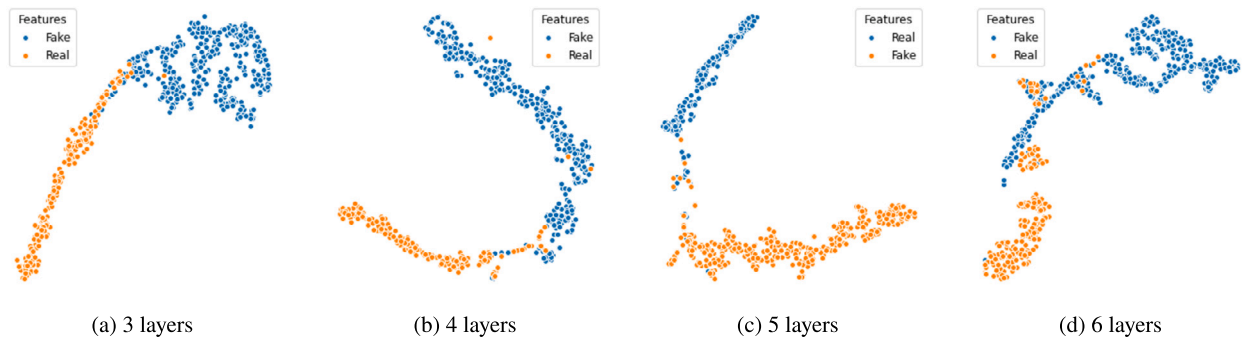 Features
Fake
Real
Features
Fake
Real
Features
Real
Fake
Features
Fake
Real
(a) 3 layers
(b) 4 layers
(c) 5 layers
(d) 6 layers